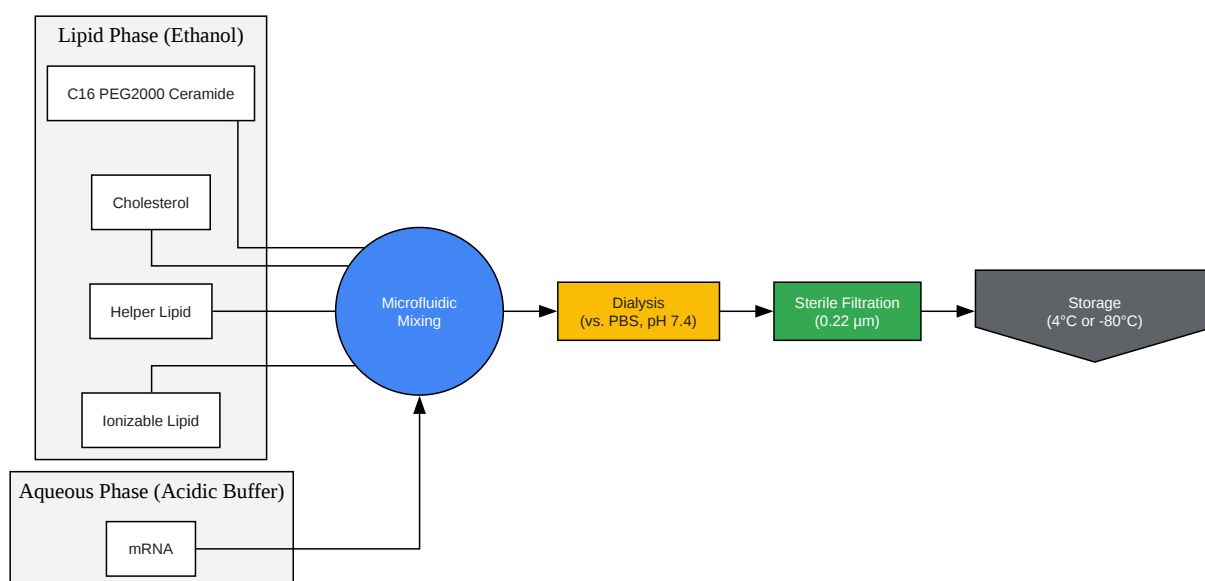 Lipid Phase (Ethanol)
C16 PEG2000 Ceramide
Cholesterol
Helper Lipid
Ionizable Lipid
Aqueous Phase (Acidic Buffer)
mRNA
Microfluidic
Mixing
Dialysis
(vs. PBS, pH 7.4)
Sterile Filtration
(0.22 µm)
Storage
(4°C or -80°C)